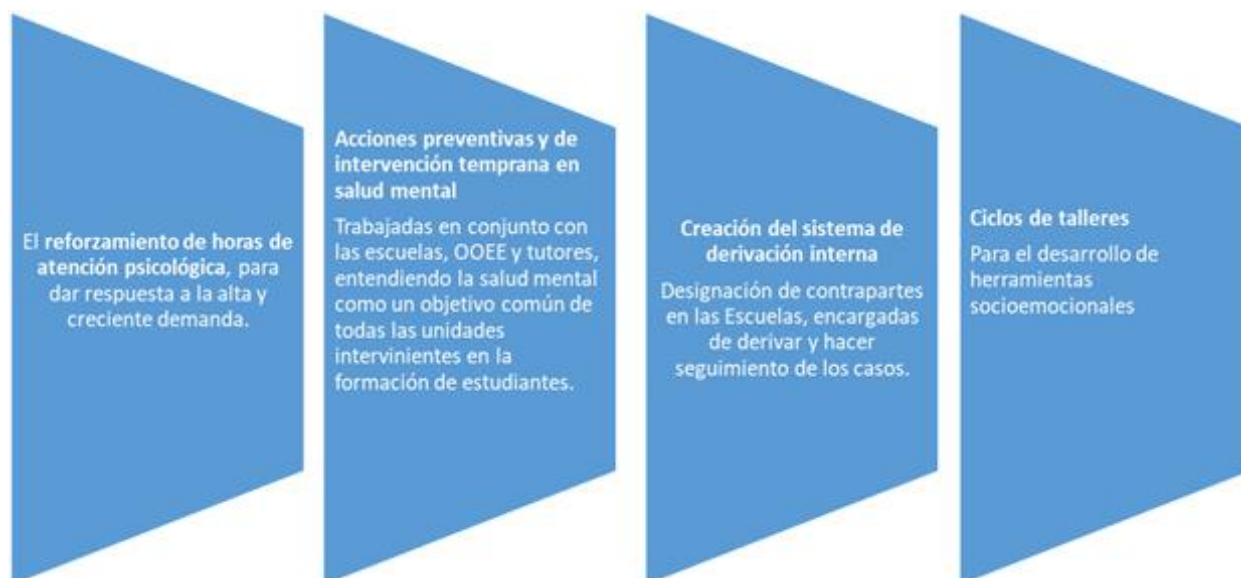 El reforzamiento de horas de
atención psicológica, para
dar respuesta a la alta y
creciente demanda.
Acciones preventivas y de
intervención temprana en
salud mental
Trabajadas en conjunto con
las escuelas, OOEE y tutores,
entendiendo la salud mental
como un objetivo común de
todas las unidades
intervinientes en la
formación de estudiantes.
Creación del sistema de
derivación interna
Designación de contrapartes
en las Escuelas, encargadas
de derivar y hacer
seguimiento de los casos.
Ciclos de talleres
Para el desarrollo de
herramientas
socioemocionales